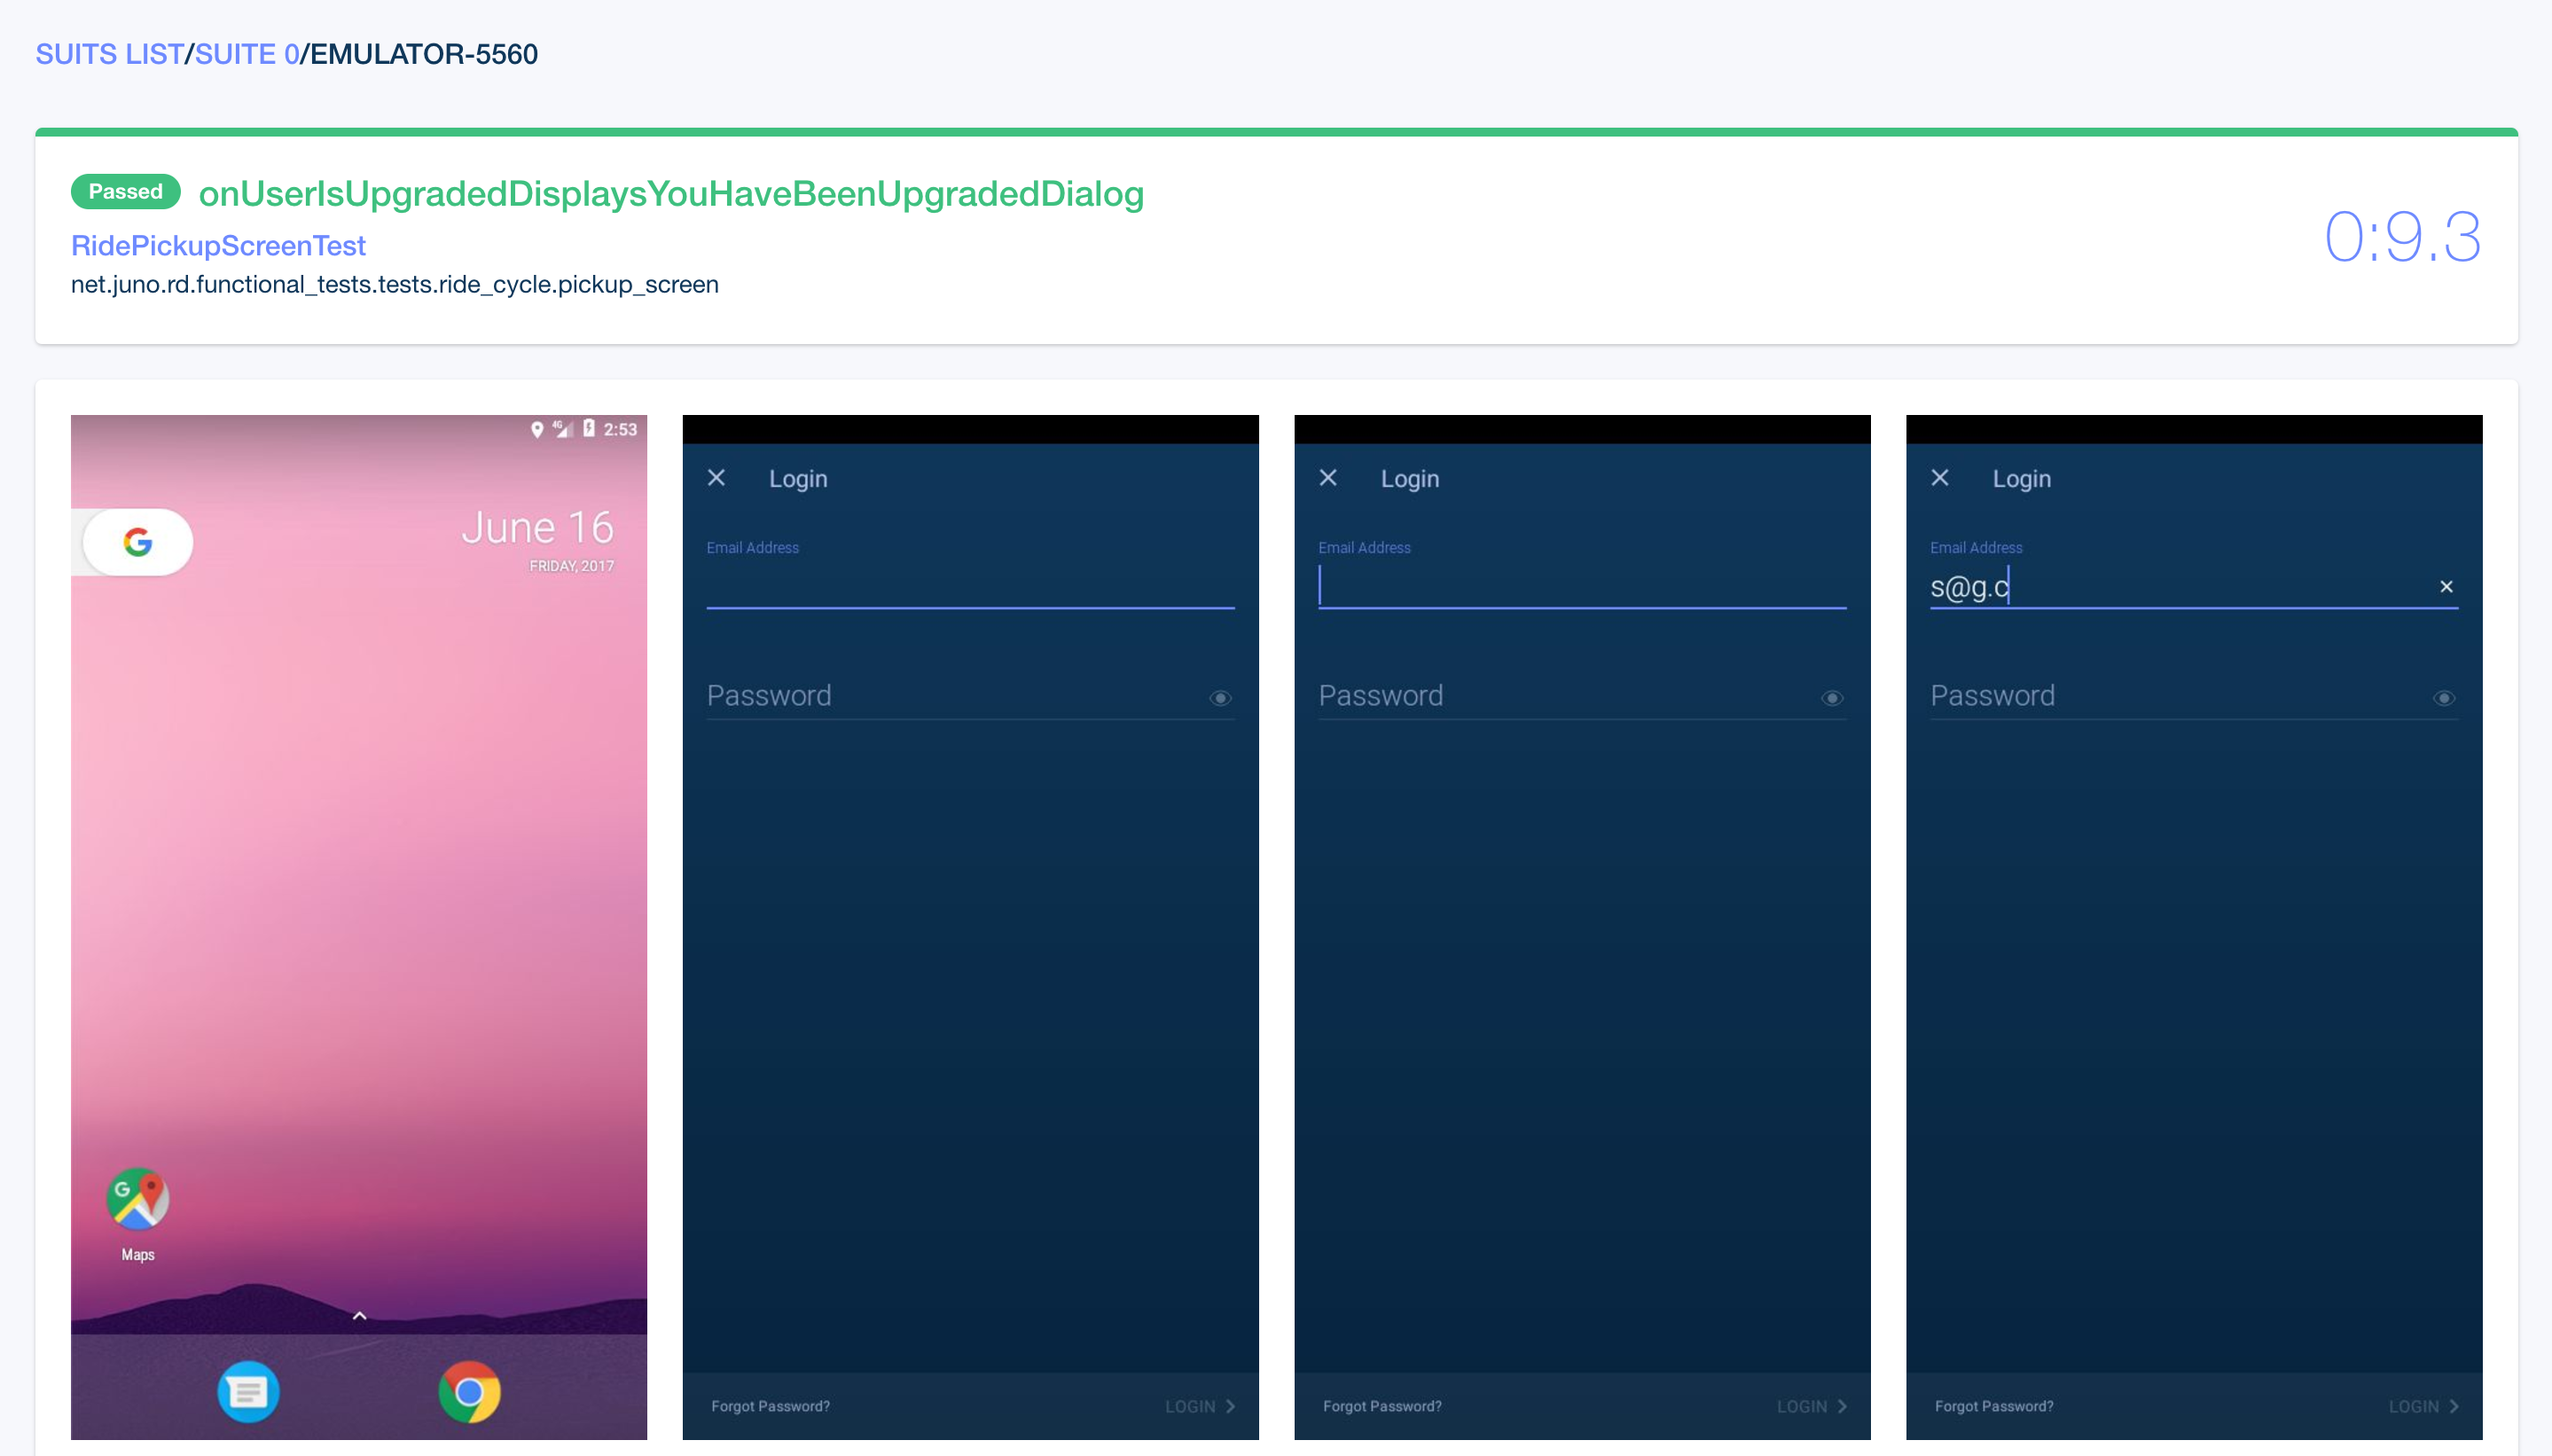 SUITS LIST/SUITE 0/EMULATOR-5560
Passed onUserIsUpgradedDisplaysYouHaveBeenUpgradedDialog
RidePickupScreenTest
net.juno.rd.functional_tests.tests.ride_cycle.pickup_screen
0:9.3
4G 2:53
G
June 16
FRIDAY, 2017
G
Maps
Login
Email Address
Password
Forgot Password?
LOGIN
Login
Email Address
Password
Forgot Password?
LOGIN
Login
Email Address
s@g.c
Password
Forgot Password?
LOGIN